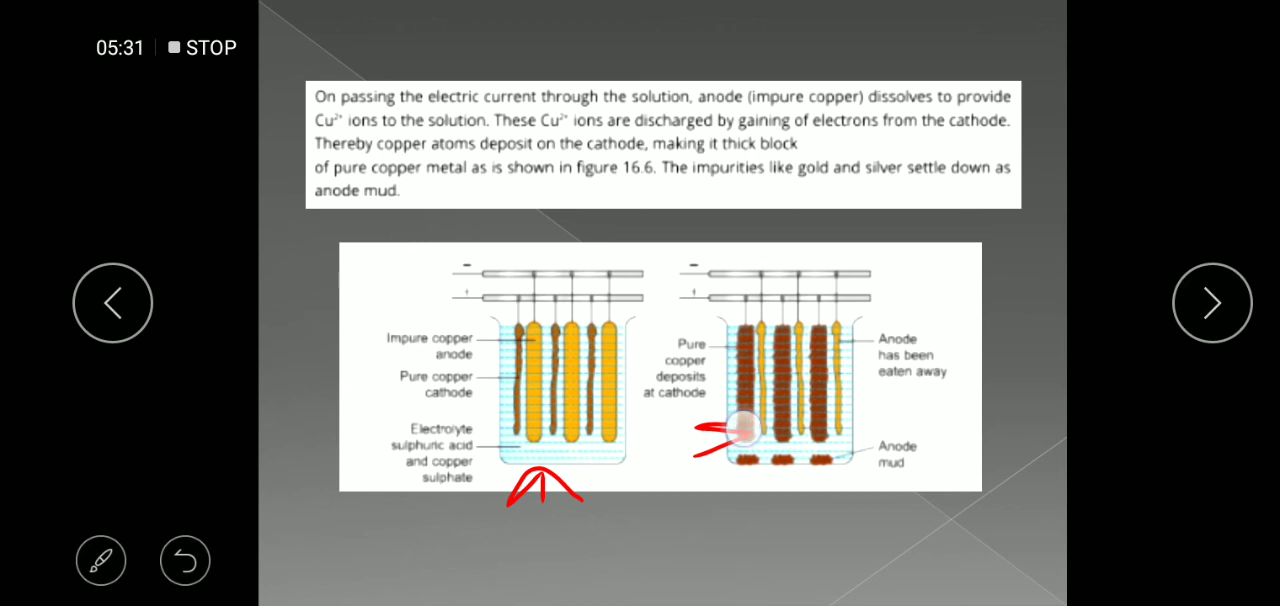 05:31 STOP
On passing the electric current through the solution, anode (impure copper) dissolves to provide
Cu²⁺ ions to the solution. These Cu²⁺ ions are discharged by gaining of electrons from the cathode.
Thereby copper atoms deposit on the cathode, making it thick block
of pure copper metal as is shown in figure 16.6. The impurities like gold and silver settle down as
anode mud.
-
+
Impure copper
anode
Pure copper
cathode
Electrolyte
sulphuric acid
and copper
sulphate
-
+
Pure
copper
deposits
at cathode
Anode
has been
eaten away
Anode
mud